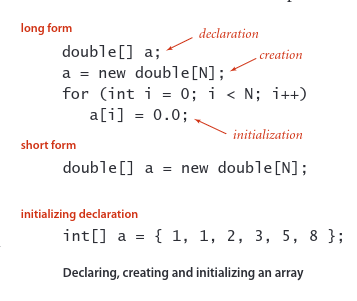 long form
declaration
double[] a;
creation
a = new double[N];
for (int i = 0; i < N; i++)
a[i] = 0.0;
initialization
short form
double[] a = new double[N];
initializing declaration
int[] a = { 1, 1, 2, 3, 5, 8 };
Declaring, creating and initializing an array